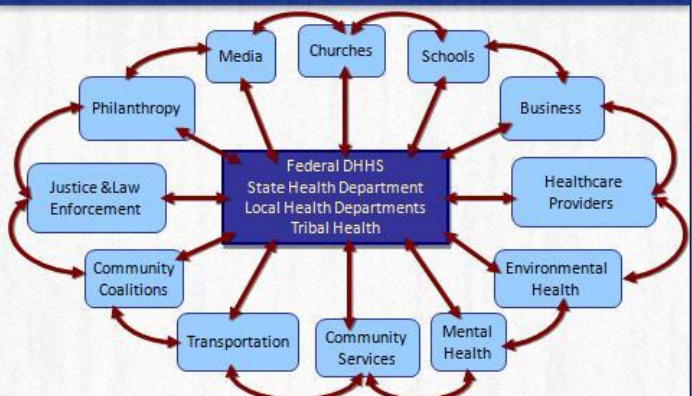 Churches
Media
Schools
Philanthropy
Business
Federal DHHS
State Health Department
Local Health Departments
Tribal Health
Justice &Law
Enforcement
Healthcare
Providers
Community
Coalitions
Environmental
Health
Transportation
Community
Services
Mental
Health